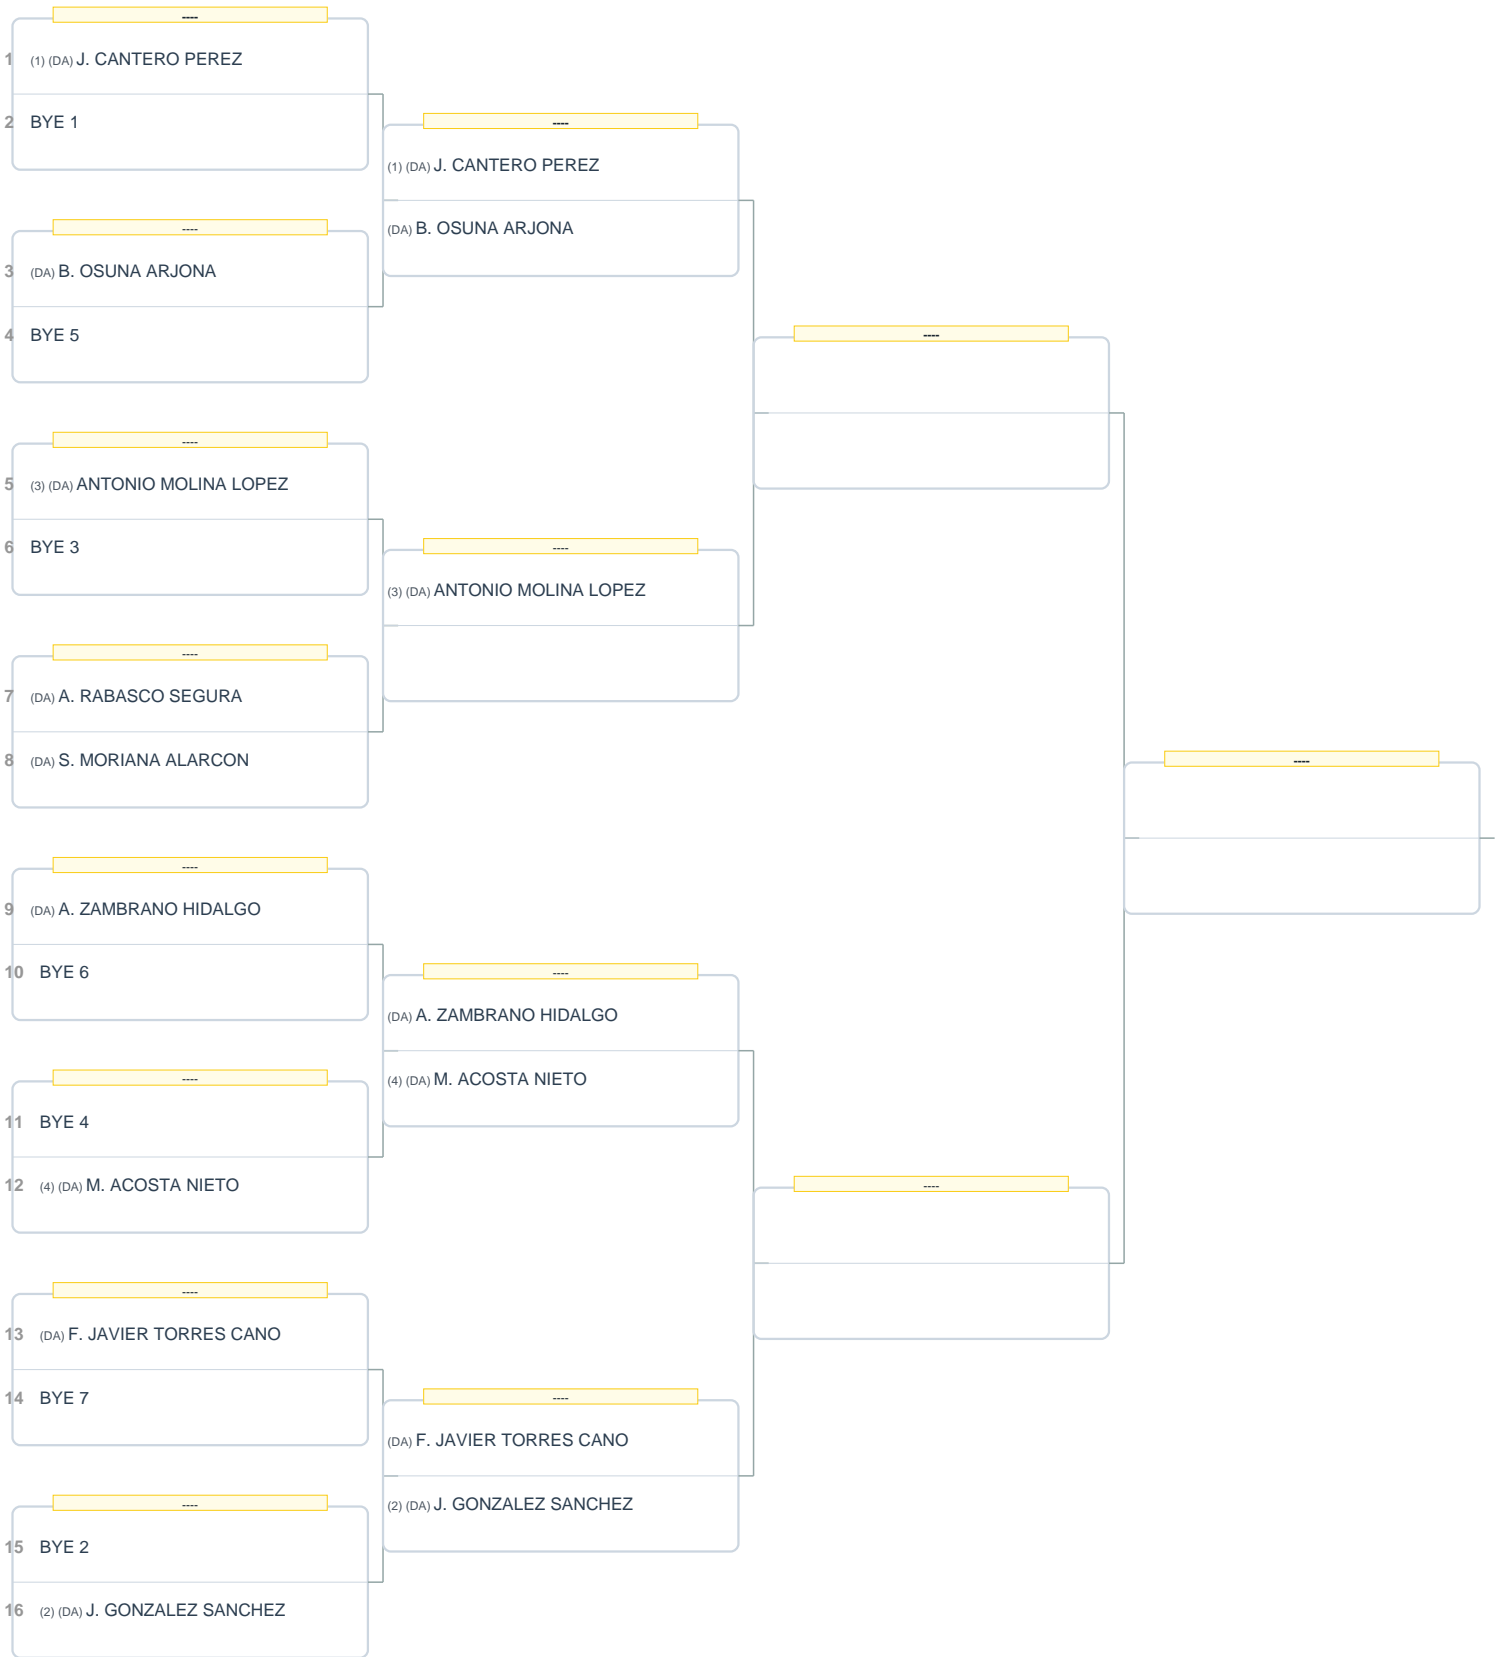 ----
1 (1) (DA) J. CANTERO PEREZ
2 BYE 1
----
3 (DA) B. OSUNA ARJONA
4 BYE 5
----
5 (3) (DA) ANTONIO MOLINA LOPEZ
6 BYE 3
----
7 (DA) A. RABASCO SEGURA
8 (DA) S. MORIANA ALARCON
----
9 (DA) A. ZAMBRANO HIDALGO
10 BYE 6
----
11 BYE 4
12 (4) (DA) M. ACOSTA NIETO
----
13 (DA) F. JAVIER TORRES CANO
14 BYE 7
----
15 BYE 2
16 (2) (DA) J. GONZALEZ SANCHEZ
----
(1) (DA) J. CANTERO PEREZ
(DA) B. OSUNA ARJONA
----
(3) (DA) ANTONIO MOLINA LOPEZ
----
(DA) A. ZAMBRANO HIDALGO
(4) (DA) M. ACOSTA NIETO
----
(DA) F. JAVIER TORRES CANO
(2) (DA) J. GONZALEZ SANCHEZ
----
----
----